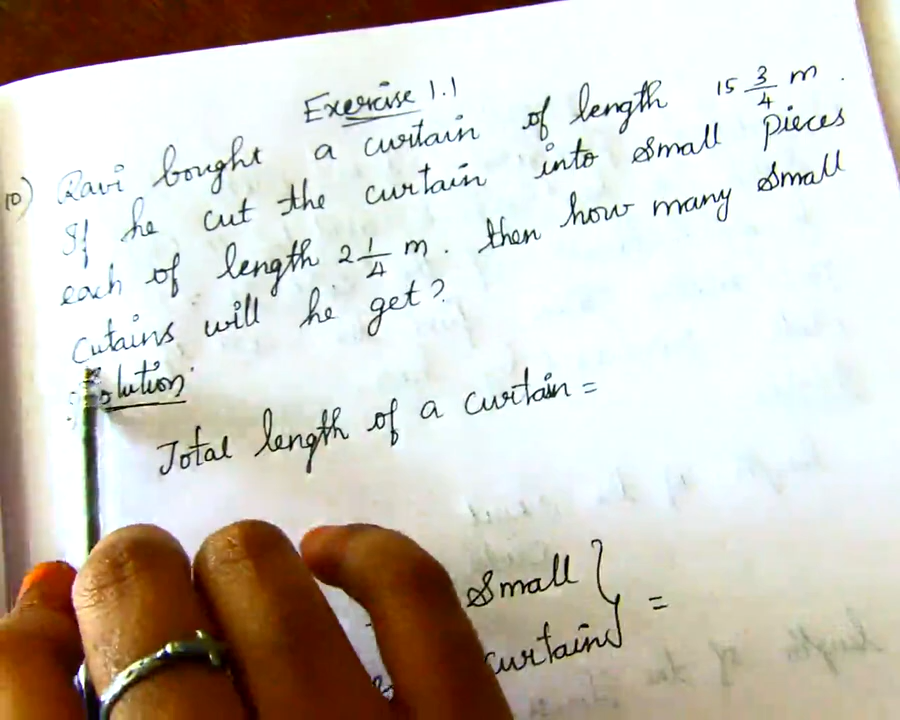 Exercise 1.1
10) Ravi bought a curtain of length 15 3/4 m.
If he cut the curtain into small pieces
each of length 2 1/4 m. then how many small
cutains will he get?
Solution:
Total length of a curtain =
Small
curtains } =